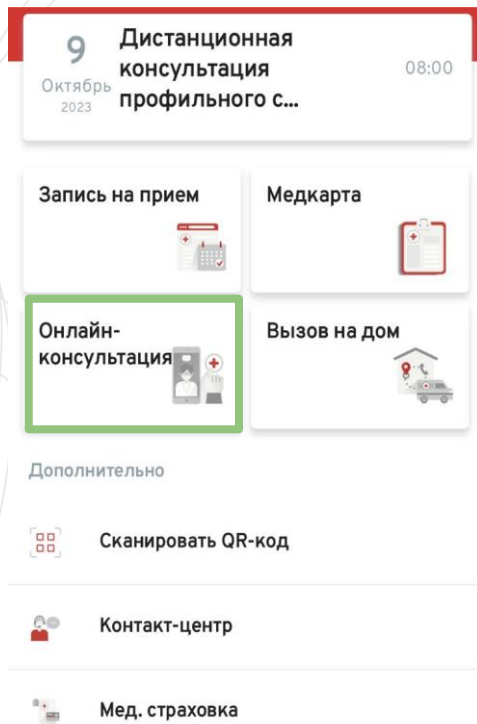 9
Октябрь
2023
Дистанционная
консультация
профильного с...
08:00
Запись на прием
Медкарта
Онлайн-
консультация
Вызов на дом
Дополнительно
Сканировать QR-код
Контакт-центр
Мед. страховка